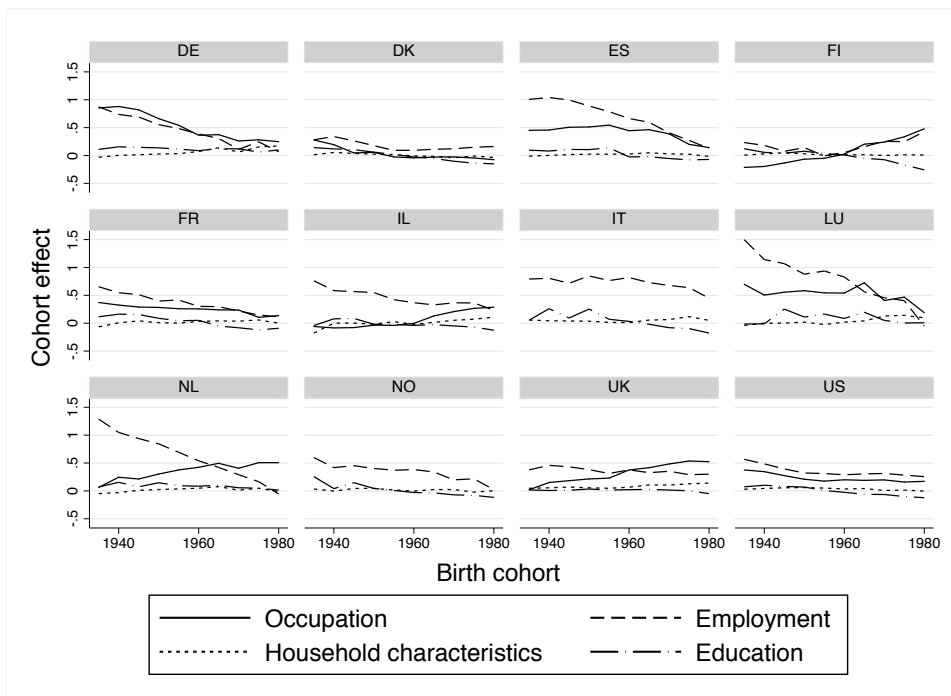 DE DK ES FI
-.5 0 .5 1 1.5
FR IL IT LU
-.5 0 .5 1 1.5
NL NO UK US
-.5 0 .5 1 1.5
Cohort effect
1940 1960 1980 1940 1960 1980 1940 1960 1980 1940 1960 1980
Birth cohort
Occupation Employment
Household characteristics Education